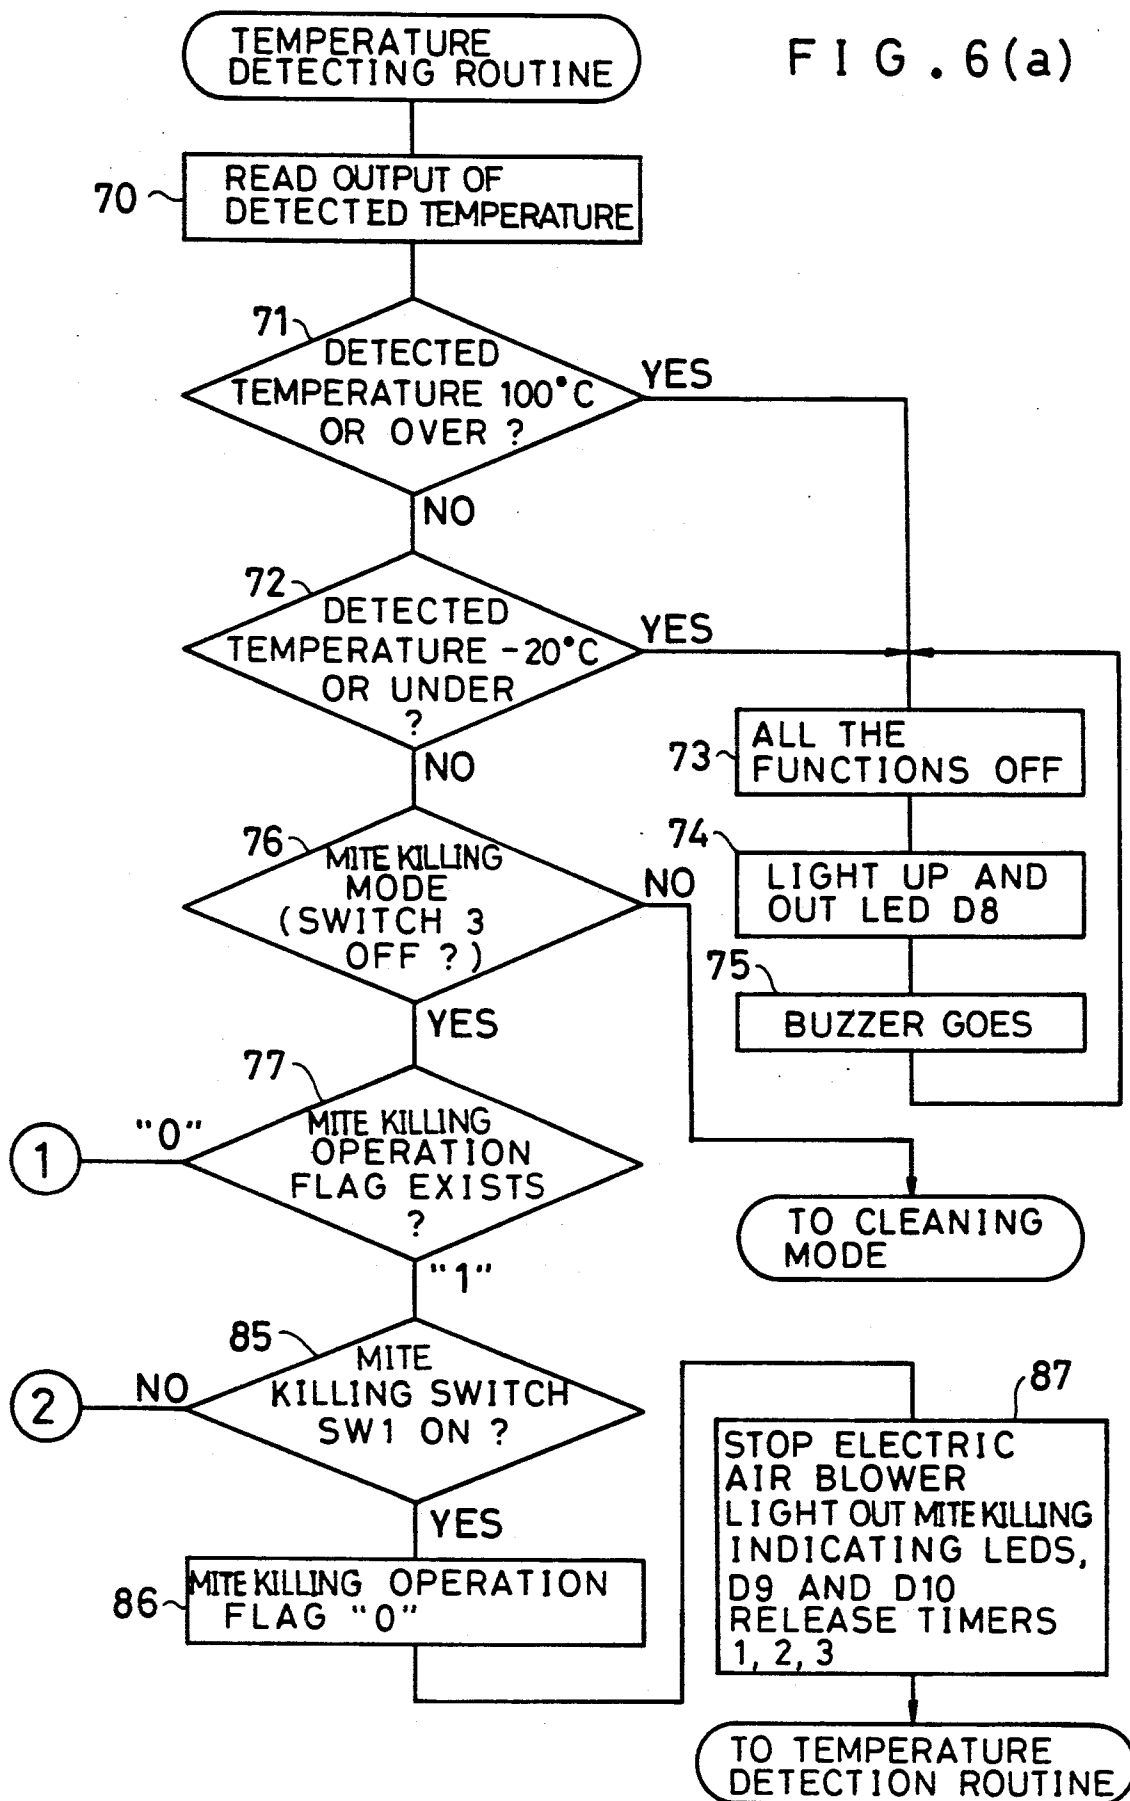 FIG.6(a)
TEMPERATURE
DETECTING ROUTINE
70
READ OUTPUT OF
DETECTED TEMPERATURE
71
DETECTED
TEMPERATURE 100°C
OR OVER ?
YES
NO
72
DETECTED
TEMPERATURE -20°C
OR UNDER
?
YES
NO
73
ALL THE
FUNCTIONS OFF
74
LIGHT UP AND
OUT LED D8
75
BUZZER GOES
76
MITE KILLING
MODE
(SWITCH 3
OFF ?)
NO
YES
TO CLEANING
MODE
77
MITE KILLING
OPERATION
FLAG EXISTS
?
"0"
1
"1"
85
MITE
KILLING SWITCH
SW1 ON ?
NO
2
YES
86
MITE KILLING OPERATION
FLAG "0"
87
STOP ELECTRIC
AIR BLOWER
LIGHT OUT MITE KILLING
INDICATING LEDS,
D9 AND D10
RELEASE TIMERS
1, 2, 3
TO TEMPERATURE
DETECTION ROUTINE